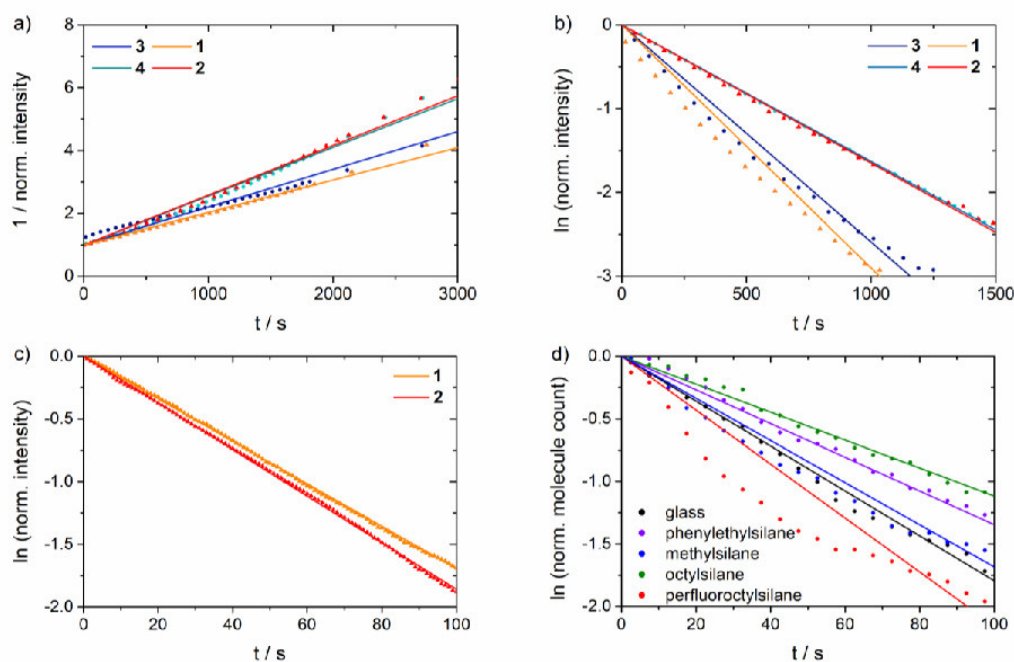 a)
1 / norm. intensity
8
6
4
2
0
3
1
4
2
0
1000
2000
3000
t / s
b)
ln (norm. intensity)
-0
-1
-2
-3
3
1
4
2
0
500
1000
1500
t / s
c)
ln (norm. intensity)
0.0
-0.5
-1.0
-1.5
-2.0
1
2
0
20
40
60
80
100
t / s
d)
ln (norm. molecule count)
0.0
-0.5
-1.0
-1.5
-2.0
glass
phenylethylsilane
methylsilane
octylsilane
perfluoroctylsilane
0
20
40
60
80
100
t / s